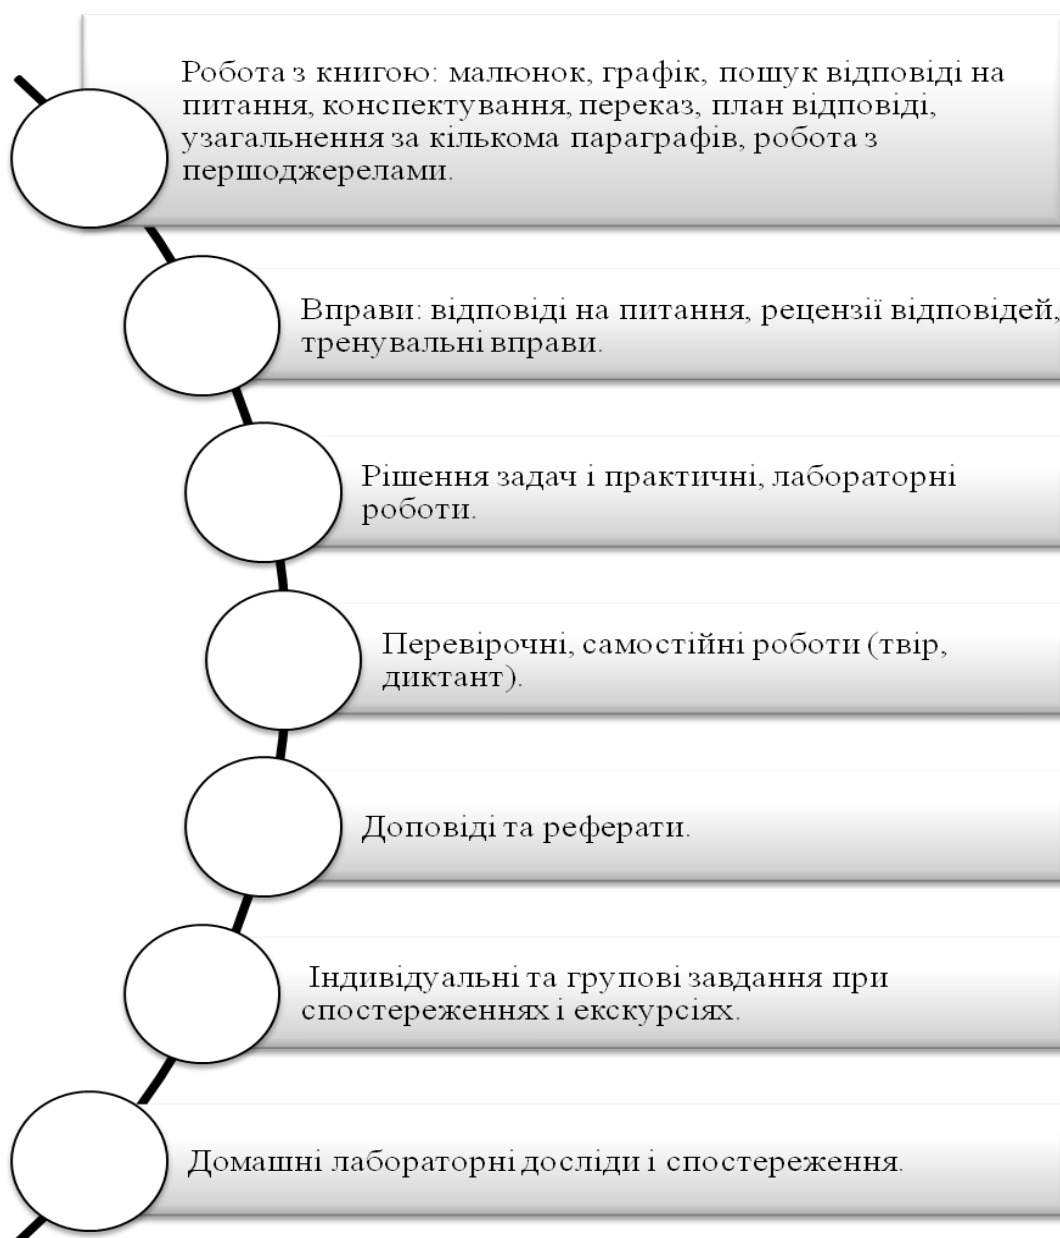 Робота з книгою: малюнок, графік, пошук відповіді на
питання, конспектування, переказ, план відповіді,
узагальнення за кількома параграфів, робота з
першоджерелами.
Вправи: відповіді на питання, рецензії відповідей,
тренувальні вправи.
Рішення задач і практичні, лабораторні
роботи.
Перевірочні, самостійні роботи (твір,
диктант).
Доповіді та реферати.
Індивідуальні та групові завдання при
спостереженнях і екскурсіях.
Домашні лабораторні досліди і спостереження.